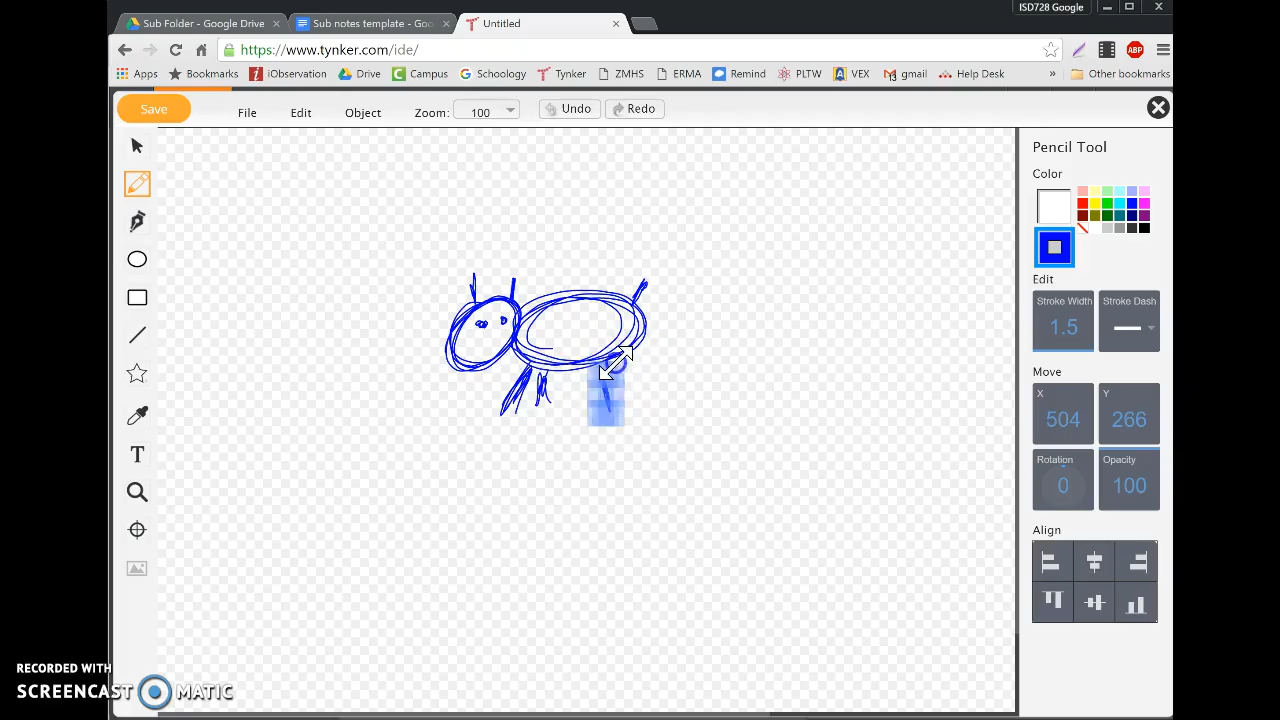 ISD728 Google
Sub Folder - Google Drive
Sub notes template - Goo
Untitled
https://www.tynker.com/ide/
Apps
Bookmarks
iObservation
Drive
Campus
Schoology
Tynker
ZMHS
ERMA
Remind
PLTW
VEX
gmail
Help Desk
»
Other bookmarks
Save
File
Edit
Object
Zoom:
100
Undo
Redo
Pencil Tool
Color
Edit
Stroke Width
Stroke Dash
1.5
Move
X
Y
504
266
Rotation
Opacity
0
100
Align
T
ABP
RECORDED WITH
SCREENCAST MATIC